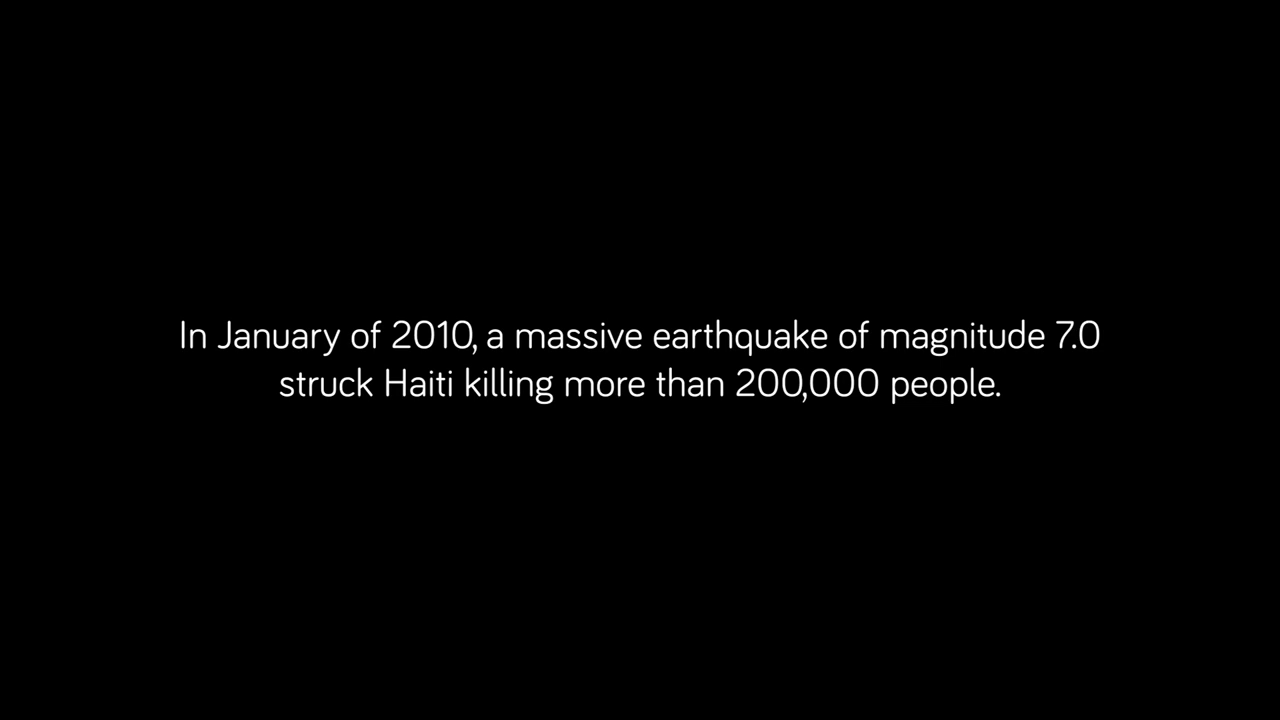 In January of 2010, a massive earthquake of magnitude 7.0
struck Haiti killing more than 200,000 people.